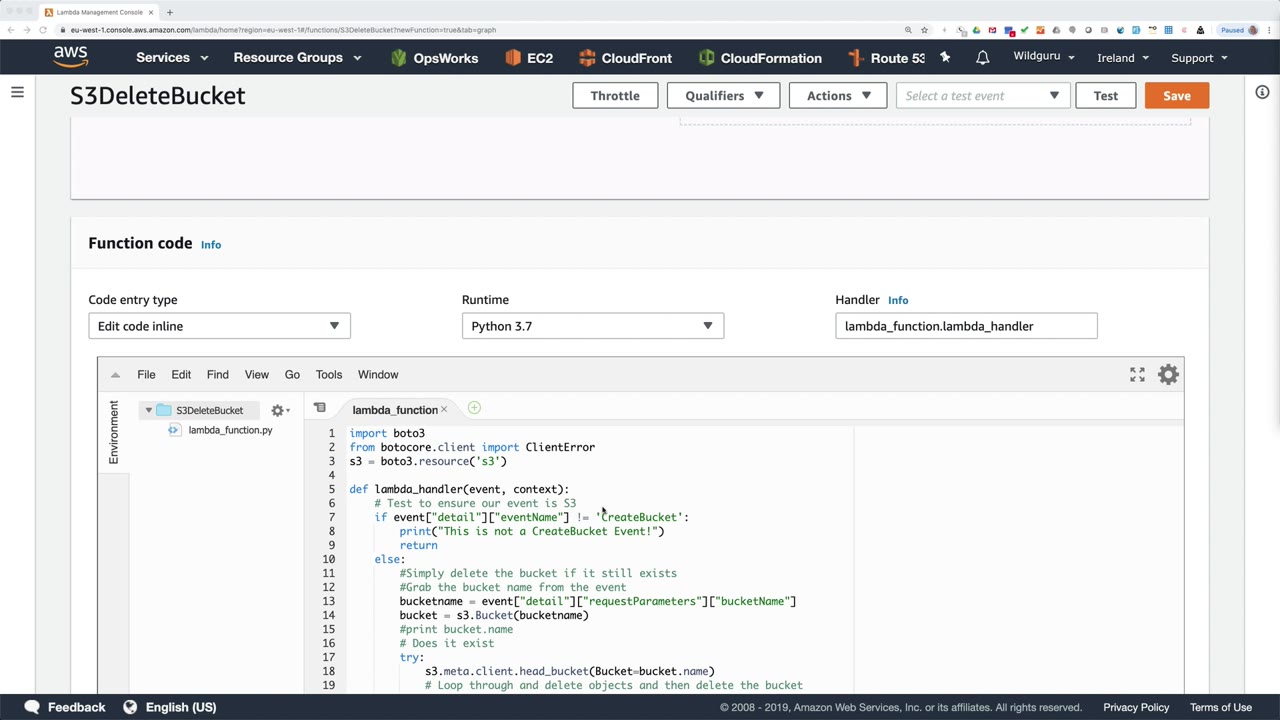 Lambda Management Console
eu-west-1.console.aws.amazon.com/lambda/home?region=eu-west-1#/functions/S3DeleteBucket?newFunction=true&tab=graph
Paused
aws
Services
Resource Groups
OpsWorks
EC2
CloudFront
CloudFormation
Route 53
Wildguru
Ireland
Support
S3DeleteBucket
Throttle
Qualifiers
Actions
Select a test event
Test
Save
Function code Info
Code entry type
Runtime
Handler Info
Edit code inline
Python 3.7
lambda_function.lambda_handler
File Edit Find View Go Tools Window
Environment
S3DeleteBucket
lambda_function.py
lambda_function
1 import boto3
2 from botocore.client import ClientError
3 s3 = boto3.resource('s3')
4
5 def lambda_handler(event, context):
6 # Test to ensure our event is S3
7 if event["detail"]["eventName"] != 'CreateBucket':
8 print("This is not a CreateBucket Event!")
9 return
10 else:
11 #Simply delete the bucket if it still exists
12 #Grab the bucket name from the event
13 bucketname = event["detail"]["requestParameters"]["bucketName"]
14 bucket = s3.Bucket(bucketname)
15 #print bucket.name
16 # Does it exist
17 try:
18 s3.meta.client.head_bucket(Bucket=bucket.name)
19 # Loop through and delete objects and then delete the bucket
Feedback
English (US)
© 2008 - 2019, Amazon Web Services, Inc. or its affiliates. All rights reserved.
Privacy Policy
Terms of Use